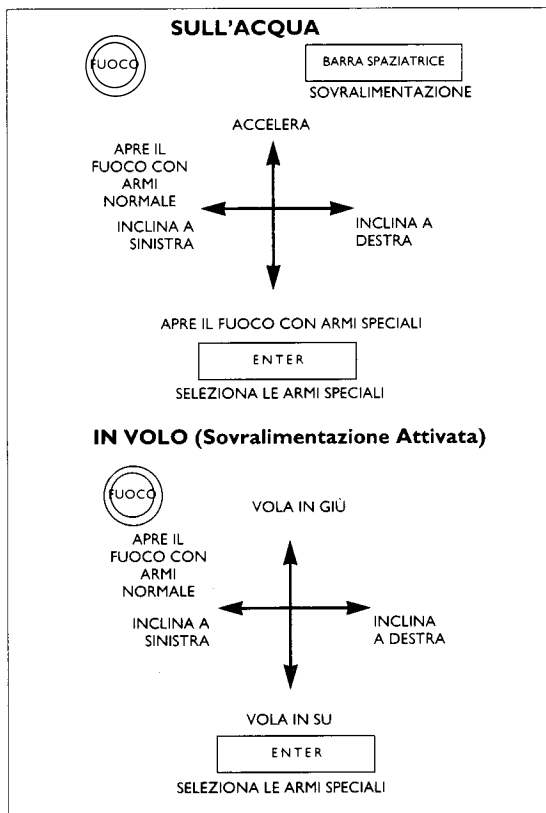 SULL'ACQUA
FUOCO
BARRA SPAZIATRICE
SOVRALIMENTAZIONE
ACCELERA
APRE IL
FUOCO CON
ARMI
NORMALE
INCLINA A
SINISTRA
INCLINA A
DESTRA
APRE IL FUOCO CON ARMI SPECIALI
ENTER
SELEZIONA LE ARMI SPECIALI
IN VOLO (Sovralimentazione Attivata)
FUOCO
VOLA IN GIÙ
APRE IL
FUOCO CON
ARMI
NORMALE
INCLINA A
SINISTRA
INCLINA
A DESTRA
VOLA IN SU
ENTER
SELEZIONA LE ARMI SPECIALI